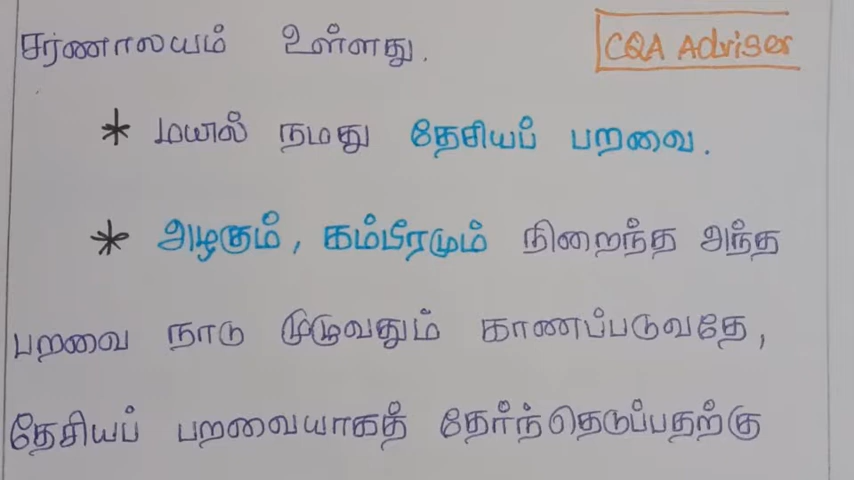 சர்ணாலயம் உள்ளது.
CQA Adviser
* மயில் நமது தேசியப் பறவை.
* அழகும், கம்பீரமும் நிறைந்த அந்த
பறவை நாடு முழுவதும் காணப்படுவதே,
தேசியப் பறவையாகத் தேர்ந்தெடுப்பதற்கு